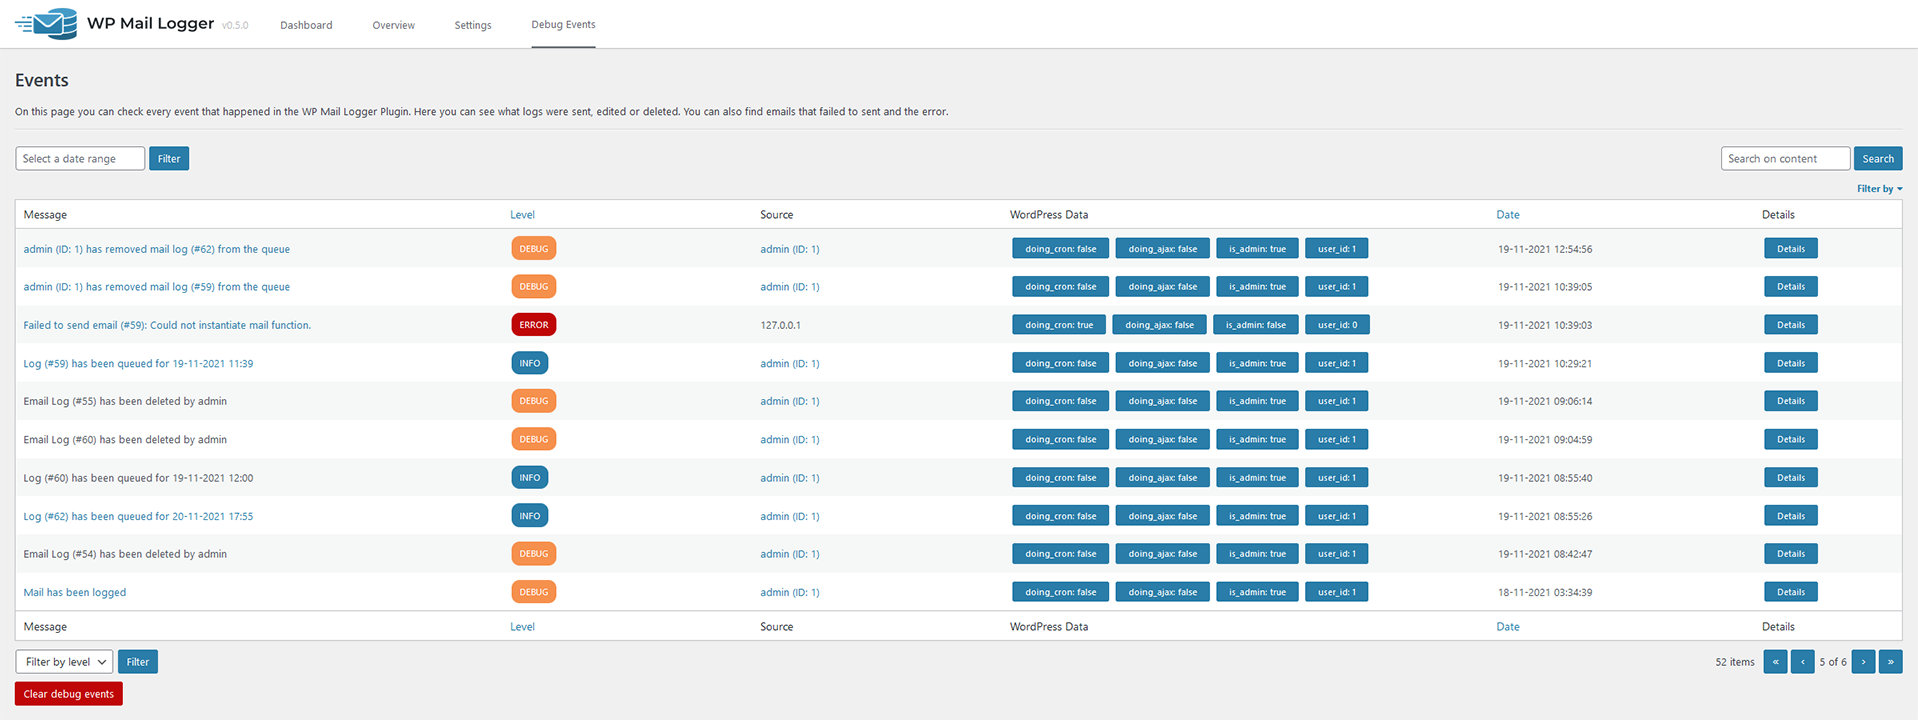 WP Mail Logger v0.5.0 Dashboard Overview Settings Debug Events
Events
On this page you can check every event that happened in the WP Mail Logger Plugin. Here you can see what logs were sent, edited or deleted. You can also find emails that failed to sent and the error.
Select a date range Filter Search on content Search
Filter by
Message Level Source WordPress Data Date Details
admin (ID: 1) has removed mail log (#62) from the queue DEBUG admin (ID: 1) doing_cron: false doing_ajax: false is_admin: true user_id: 1 19-11-2021 12:54:56 Details
admin (ID: 1) has removed mail log (#59) from the queue DEBUG admin (ID: 1) doing_cron: false doing_ajax: false is_admin: true user_id: 1 19-11-2021 10:39:05 Details
Failed to send email (#59): Could not instantiate mail function. ERROR 127.0.0.1 doing_cron: true doing_ajax: false is_admin: false user_id: 0 19-11-2021 10:39:03 Details
Log (#59) has been queued for 19-11-2021 11:39 INFO admin (ID: 1) doing_cron: false doing_ajax: false is_admin: true user_id: 1 19-11-2021 10:29:21 Details
Email Log (#55) has been deleted by admin DEBUG admin (ID: 1) doing_cron: false doing_ajax: false is_admin: true user_id: 1 19-11-2021 09:06:14 Details
Email Log (#60) has been deleted by admin DEBUG admin (ID: 1) doing_cron: false doing_ajax: false is_admin: true user_id: 1 19-11-2021 09:04:59 Details
Log (#60) has been queued for 19-11-2021 12:00 INFO admin (ID: 1) doing_cron: false doing_ajax: false is_admin: true user_id: 1 19-11-2021 08:55:40 Details
Log (#62) has been queued for 20-11-2021 17:55 INFO admin (ID: 1) doing_cron: false doing_ajax: false is_admin: true user_id: 1 19-11-2021 08:55:26 Details
Email Log (#54) has been deleted by admin DEBUG admin (ID: 1) doing_cron: false doing_ajax: false is_admin: true user_id: 1 19-11-2021 08:42:47 Details
Mail has been logged DEBUG admin (ID: 1) doing_cron: false doing_ajax: false is_admin: true user_id: 1 18-11-2021 03:34:39 Details
Message Level Source WordPress Data Date Details
Filter by level Filter 52 items « ‹ 5 of 6 › »
Clear debug events